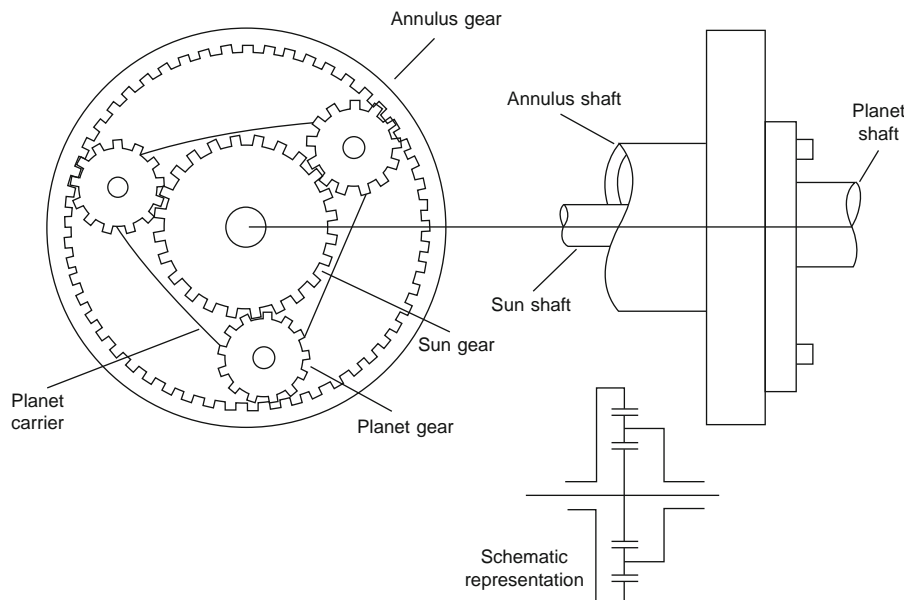 Annulus gear
Annulus shaft
Planet
shaft
Sun shaft
Sun gear
Planet
carrier
Planet gear
Schematic
representation